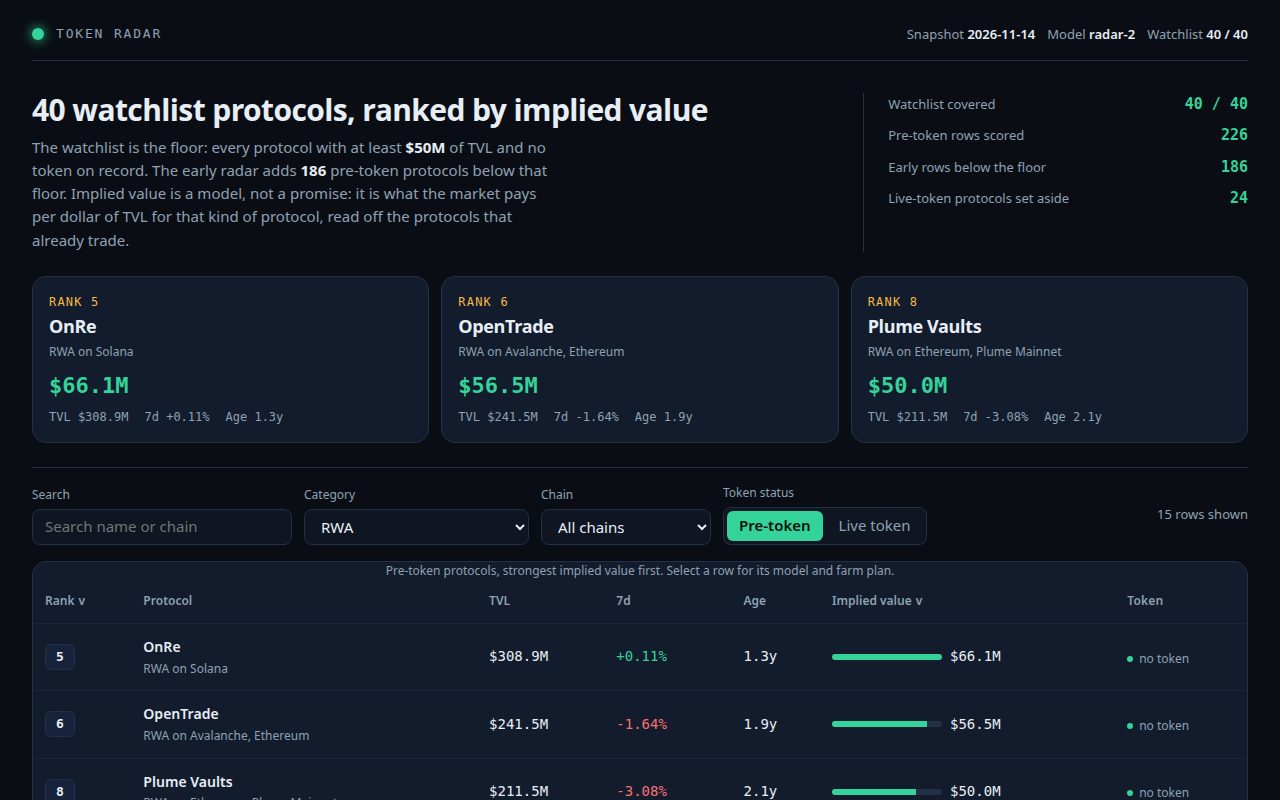 TOKEN RADAR
Snapshot 2026-11-14 Model radar-2 Watchlist 40 / 40
40 watchlist protocols, ranked by implied value
The watchlist is the floor: every protocol with at least $50M of TVL and no
token on record. The early radar adds 186 pre-token protocols below that
floor. Implied value is a model, not a promise: it is what the market pays
per dollar of TVL for that kind of protocol, read off the protocols that
already trade.
Watchlist covered 40 / 40
Pre-token rows scored 226
Early rows below the floor 186
Live-token protocols set aside 24
RANK 5
OnRe
RWA on Solana
$66.1M
TVL $308.9M 7d +0.11% Age 1.3y
RANK 6
OpenTrade
RWA on Avalanche, Ethereum
$56.5M
TVL $241.5M 7d -1.64% Age 1.9y
RANK 8
Plume Vaults
RWA on Ethereum, Plume Mainnet
$50.0M
TVL $211.5M 7d -3.08% Age 2.1y
Search
Search name or chain
Category
RWA
Chain
All chains
Token status
Pre-token Live token
15 rows shown
Pre-token protocols, strongest implied value first. Select a row for its model and farm plan.
Rank v Protocol TVL 7d Age Implied value v Token
5 OnRe $308.9M +0.11% 1.3y $66.1M no token
RWA on Solana
6 OpenTrade $241.5M -1.64% 1.9y $56.5M no token
RWA on Avalanche, Ethereum
8 Plume Vaults $211.5M -3.08% 2.1y $50.0M no token